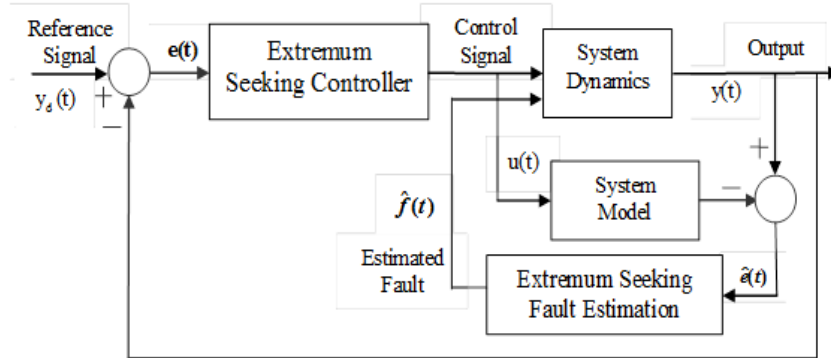 Reference
Signal
y_d(t)
+
−
e(t)
Extremum
Seeking Controller
Control
Signal
u(t)
System
Dynamics
Output
y(t)
+
−
System
Model
ê(t)
Extremum Seeking
Fault Estimation
f̂(t)
Estimated
Fault